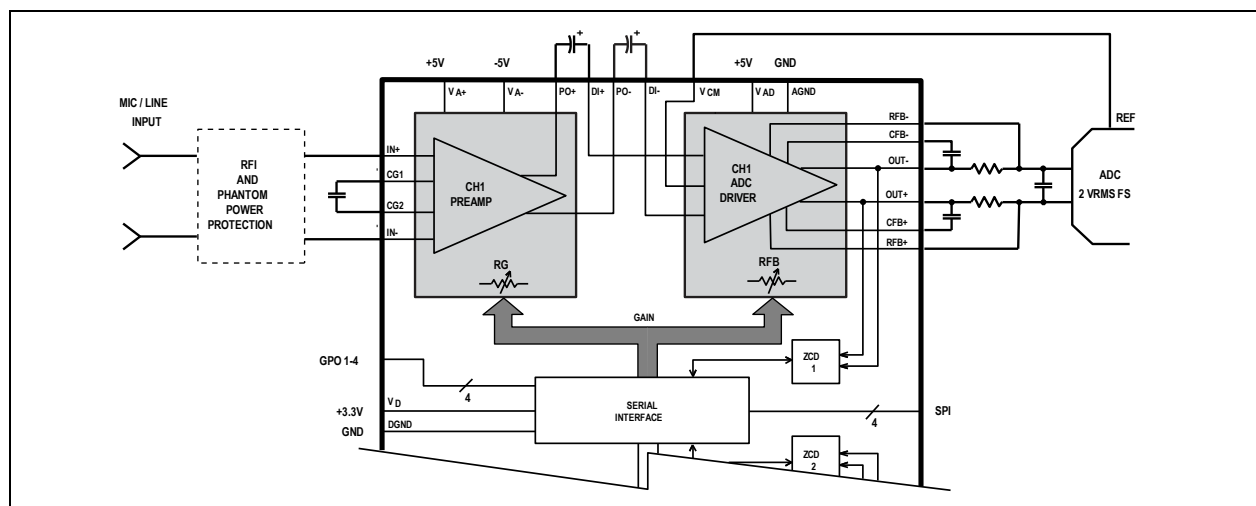 +5V
-5V
+5V
GND
V A+
V A-
PO+
DI+
PO-
DI-
V CM
V AD
AGND
MIC / LINE
INPUT
RFI
AND
PHANTOM
POWER
PROTECTION
IN+
CG1
CG2
IN-
CH1
PREAMP
RG
CH1
ADC
DRIVER
RFB
RFB-
CFB-
OUT-
OUT+
CFB+
RFB+
REF
ADC
2 VRMS FS
GAIN
GPO 1-4
4
+3.3V
V D
GND
DGND
SERIAL
INTERFACE
ZCD
1
4
SPI
ZCD
2